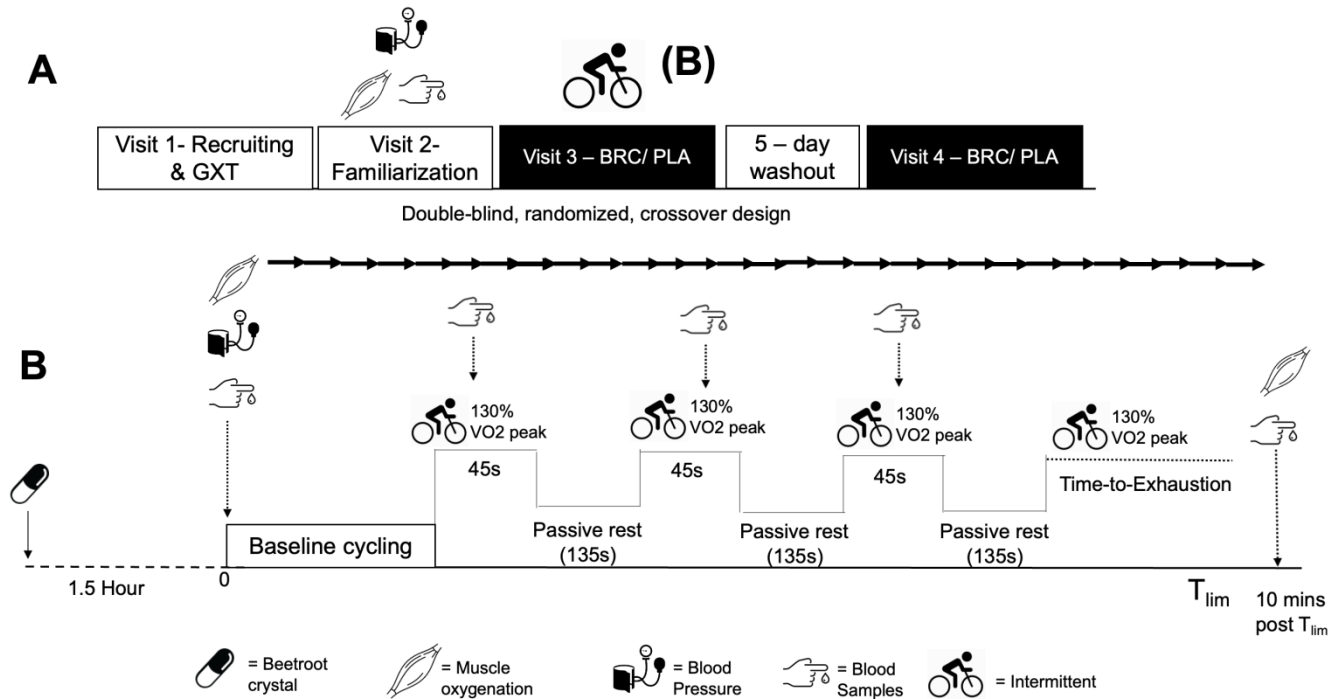 A
(B)
Visit 1- Recruiting
& GXT
Visit 2-
Familiarization
Visit 3 – BRC/ PLA
5 – day
washout
Visit 4 – BRC/ PLA
Double-blind, randomized, crossover design
B
130%
VO2 peak
45s
130%
VO2 peak
45s
130%
VO2 peak
45s
130%
VO2 peak
Time-to-Exhaustion
Baseline cycling
Passive rest
(135s)
Passive rest
(135s)
Passive rest
(135s)
1.5 Hour
0
Tlim
10 mins
post Tlim
= Beetroot
crystal
= Muscle
oxygenation
= Blood
Pressure
= Blood
Samples
= Intermittent